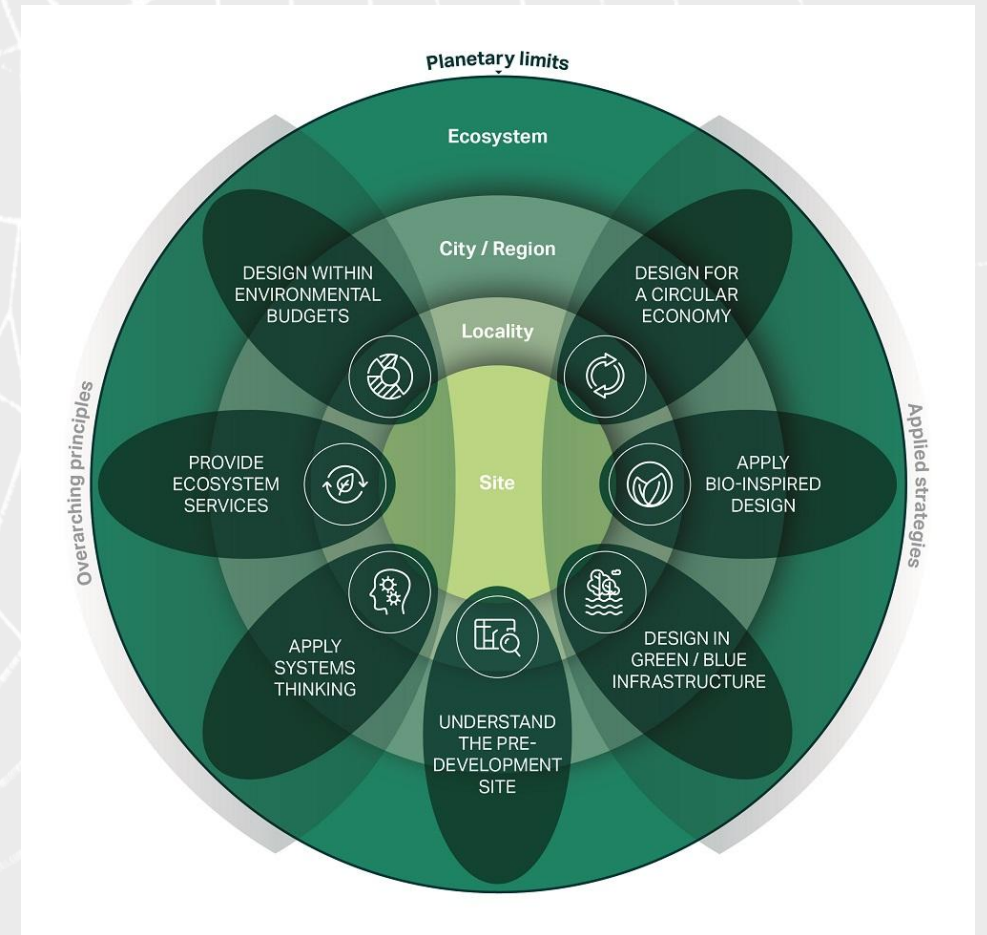 Planetary limits
Ecosystem
City / Region
Locality
Site
Overarching principles
DESIGN WITHIN
ENVIRONMENTAL
BUDGETS
PROVIDE
ECOSYSTEM
SERVICES
APPLY
SYSTEMS
THINKING
UNDERSTAND
THE PRE-
DEVELOPMENT
SITE
DESIGN FOR
A CIRCULAR
ECONOMY
APPLY
BIO-INSPIRED
DESIGN
DESIGN IN
GREEN / BLUE
INFRASTRUCTURE
Applied strategies